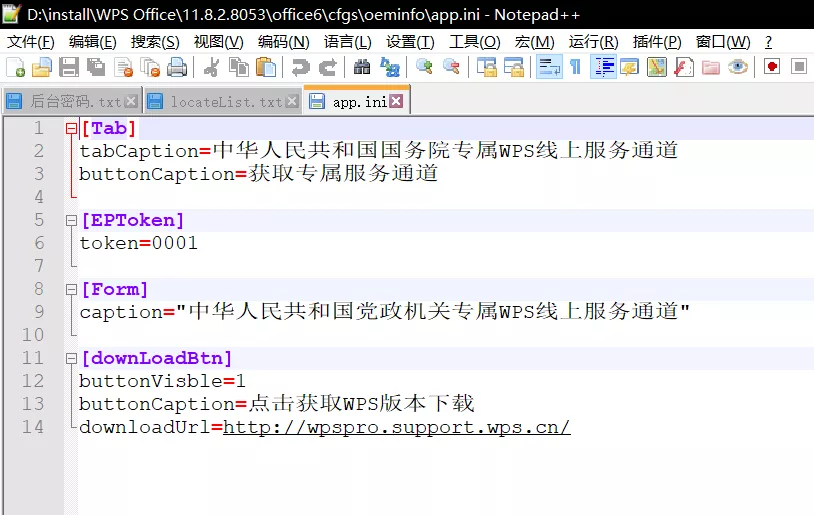 D:\install\WPS Office\11.8.2.8053\office6\cfgs\oeminfo\app.ini - Notepad++
文件(F) 编辑(E) 搜索(S) 视图(V) 编码(N) 语言(L) 设置(T) 工具(O) 宏(M) 运行(R) 插件(P) 窗口(W) ?
后台密码.txt locateList.txt app.ini
1 [Tab]
2 tabCaption=中华人民共和国国务院专属WPS线上服务通道
3 buttonCaption=获取专属服务通道
4
5 [EPToken]
6 token=0001
7
8 [Form]
9 caption="中华人民共和国党政机关专属WPS线上服务通道"
10
11 [downLoadBtn]
12 buttonVisble=1
13 buttonCaption=点击获取WPS版本下载
14 downloadUrl=http://wpspro.support.wps.cn/